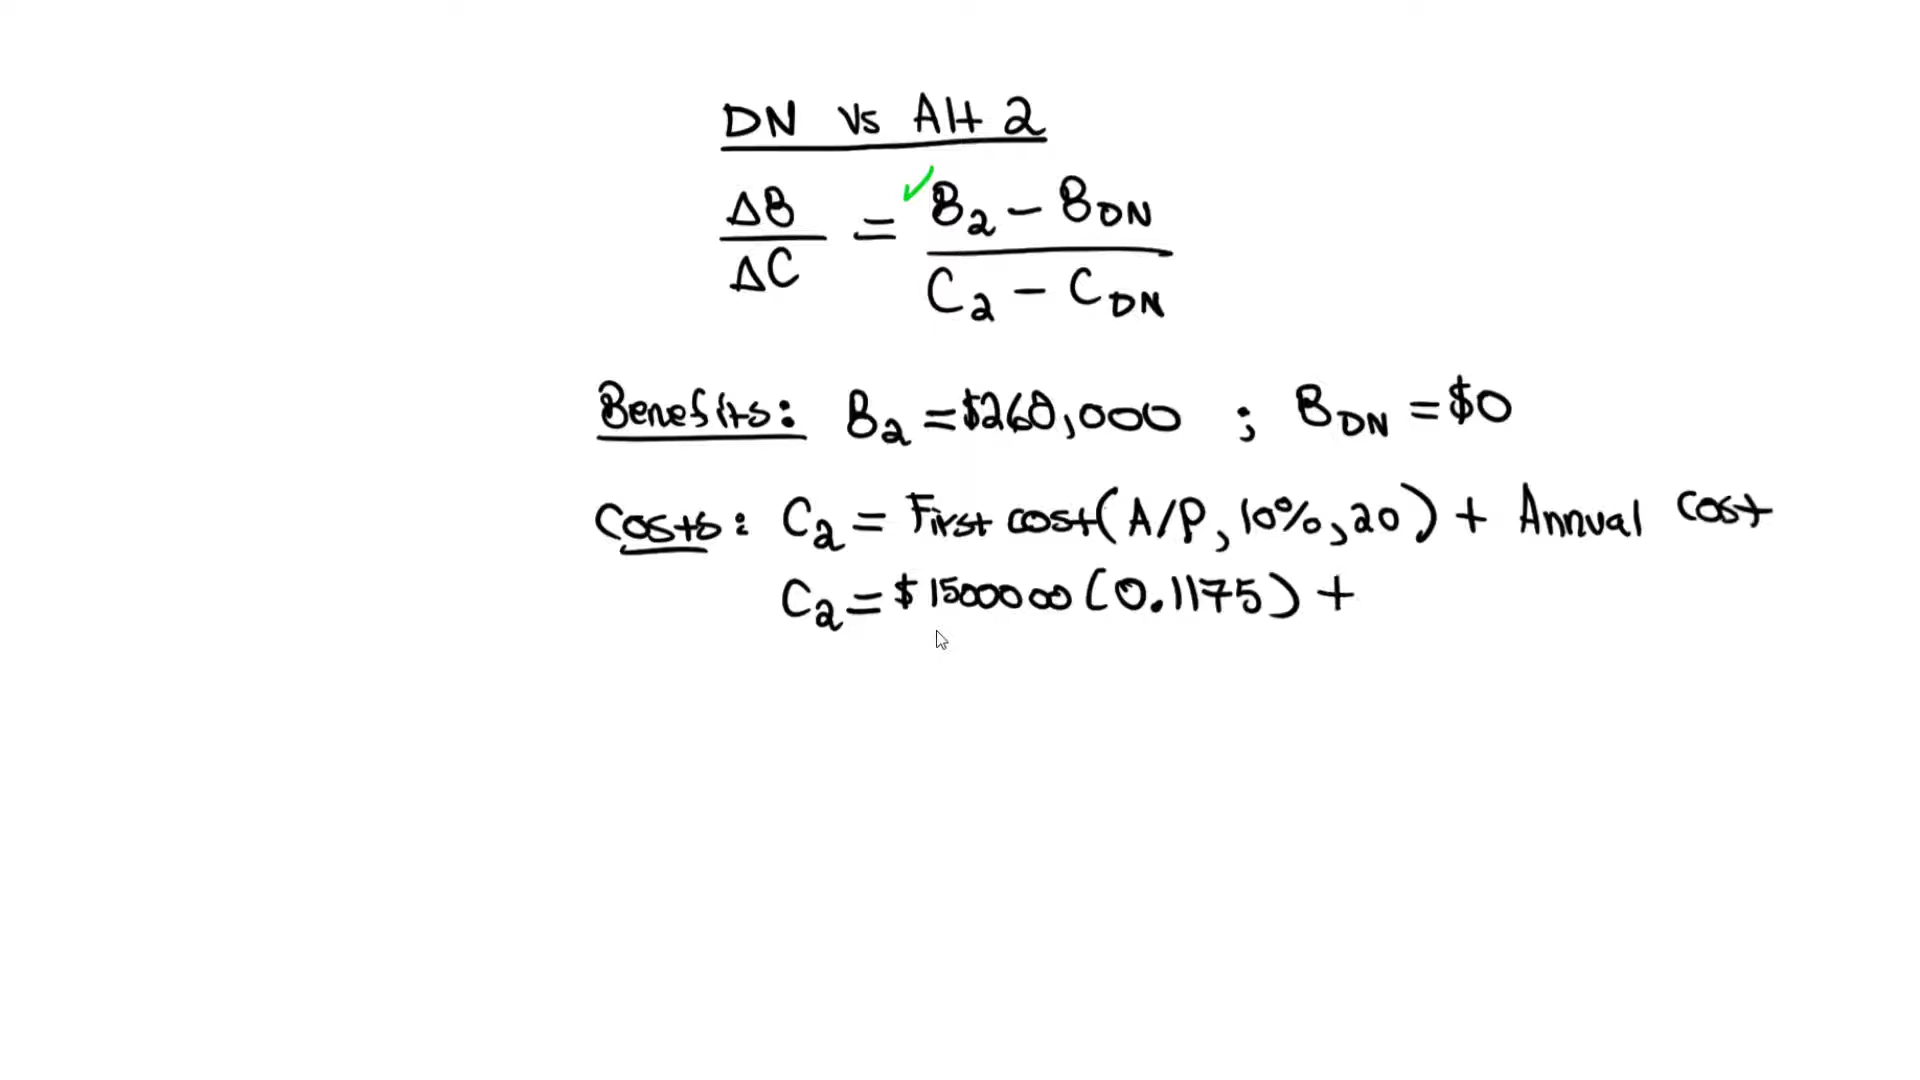 DN vs Alt 2
ΔB/ΔC = B2 - BDN / C2 - CDN
Benefits: B2 = $260,000 ; BDN = $0
Costs: C2 = First cost (A/P, 10%, 20) + Annual cost
C2 = $1500000 (0.1175) +